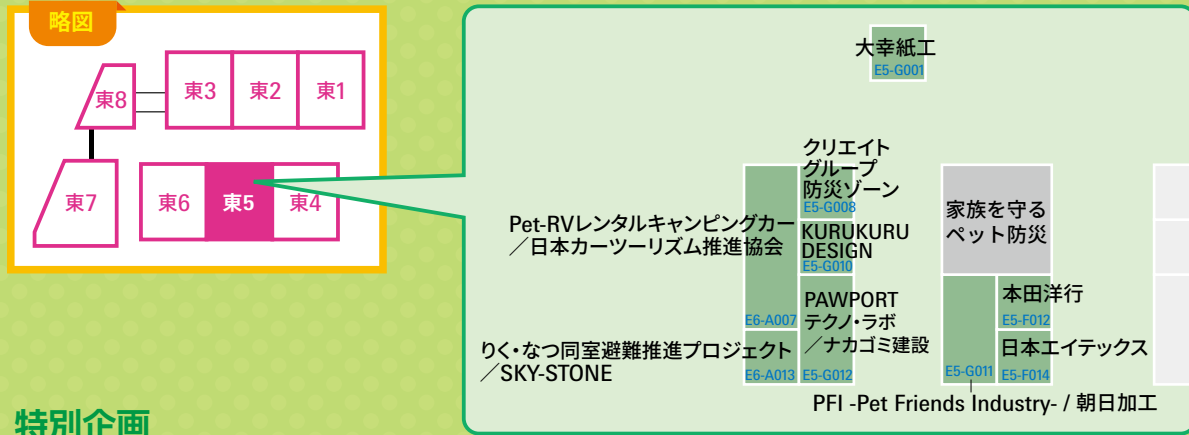 略図
東8
東3
東2
東1
東7
東6
東5
東4
大幸紙工
E5-G001
クリエイト
グループ
防災ゾーン
E5-G008
Pet-RVレンタルキャンピングカー
／日本カーツーリズム推進協会
E6-A007
KURUKURU
DESIGN
E5-G010
PAWPORT
テクノ・ラボ
／ナカゴミ建設
E5-G012
りく・なつ同室避難推進プロジェクト
／SKY-STONE
E6-A013
家族を守る
ペット防災
本田洋行
E5-F012
日本エイテックス
E5-F014
E5-G011
PFI -Pet Friends Industry- / 朝日加工
特別企画